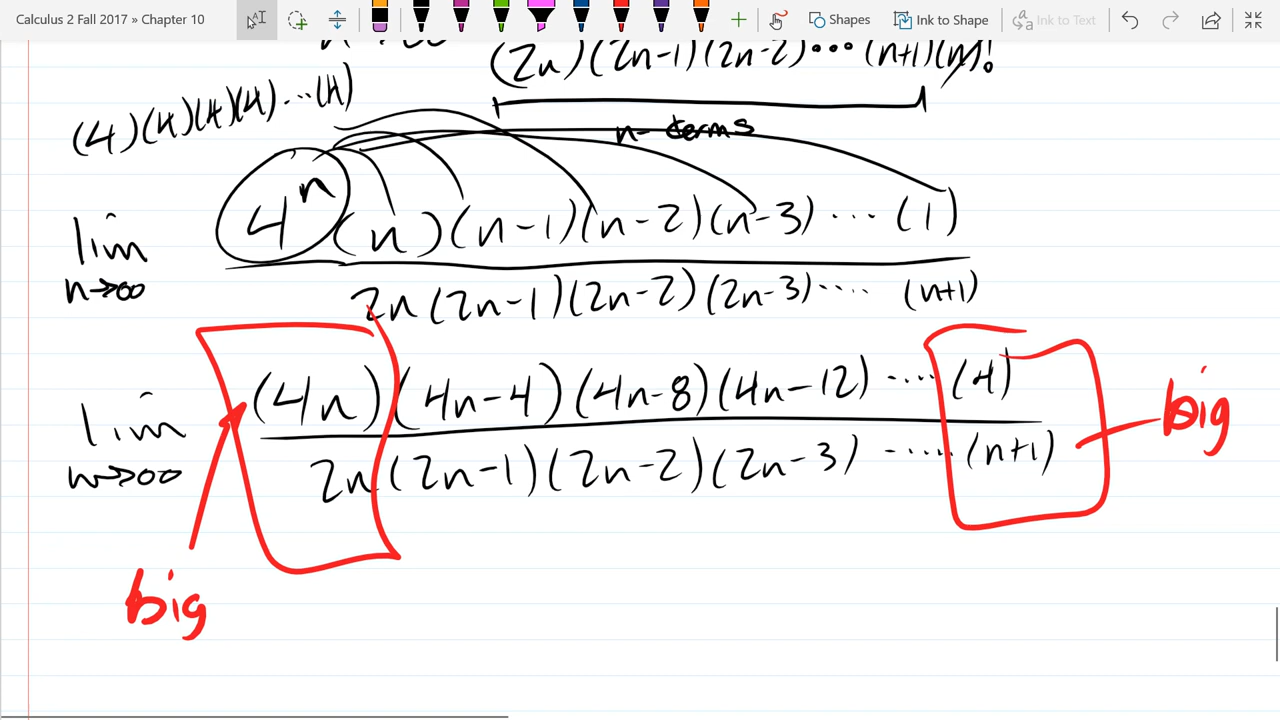 Calculus 2 Fall 2017 » Chapter 10
Shapes
Ink to Shape
Ink to Text
(2n)(2n-1)(2n-2)...(n+1)(n)!
(4)(4)(4)(4)...(4)
n-terms
lim n→∞ 4^n (n)(n-1)(n-2)(n-3)...(1)
2n(2n-1)(2n-2)(2n-3).... (n+1)
lim n→∞ (4n)(4n-4)(4n-8)(4n-12)....(4)
2n(2n-1)(2n-2)(2n-3) .....(n+1)
big
big